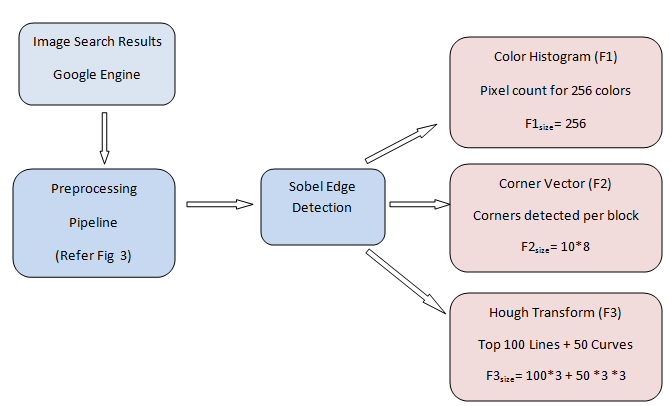 Image Search Results
Google Engine
Preprocessing
Pipeline
(Refer Fig 3)
Sobel Edge
Detection
Color Histogram (F1)
Pixel count for 256 colors
F1size= 256
Corner Vector (F2)
Corners detected per block
F2size= 10*8
Hough Transform (F3)
Top 100 Lines + 50 Curves
F3size= 100*3 + 50 *3 *3